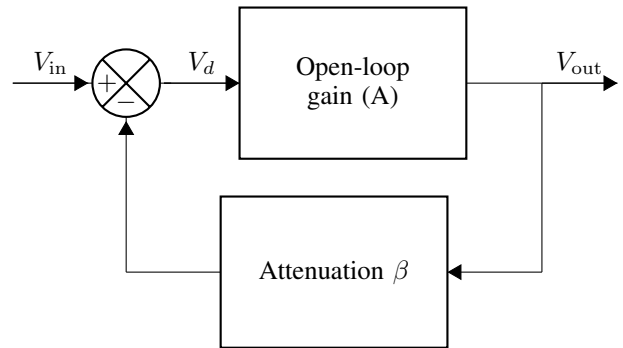 V_in
V_d
Open-loop
gain (A)
V_out
+
−
Attenuation β